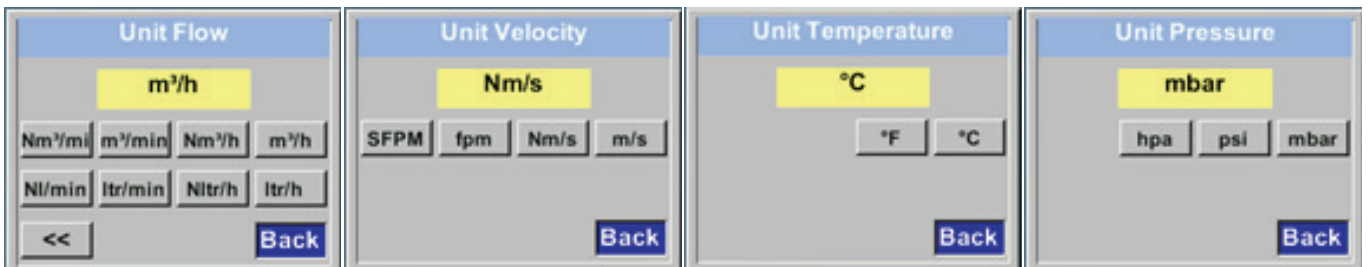 Unit Flow
m³/h
Nm³/mi m³/min Nm³/h m³/h
Nl/min ltr/min Nltr/h ltr/h
<< Back
Unit Velocity
Nm/s
SFPM fpm Nm/s m/s
Back
Unit Temperature
°C
°F °C
Back
Unit Pressure
mbar
hpa psi mbar
Back